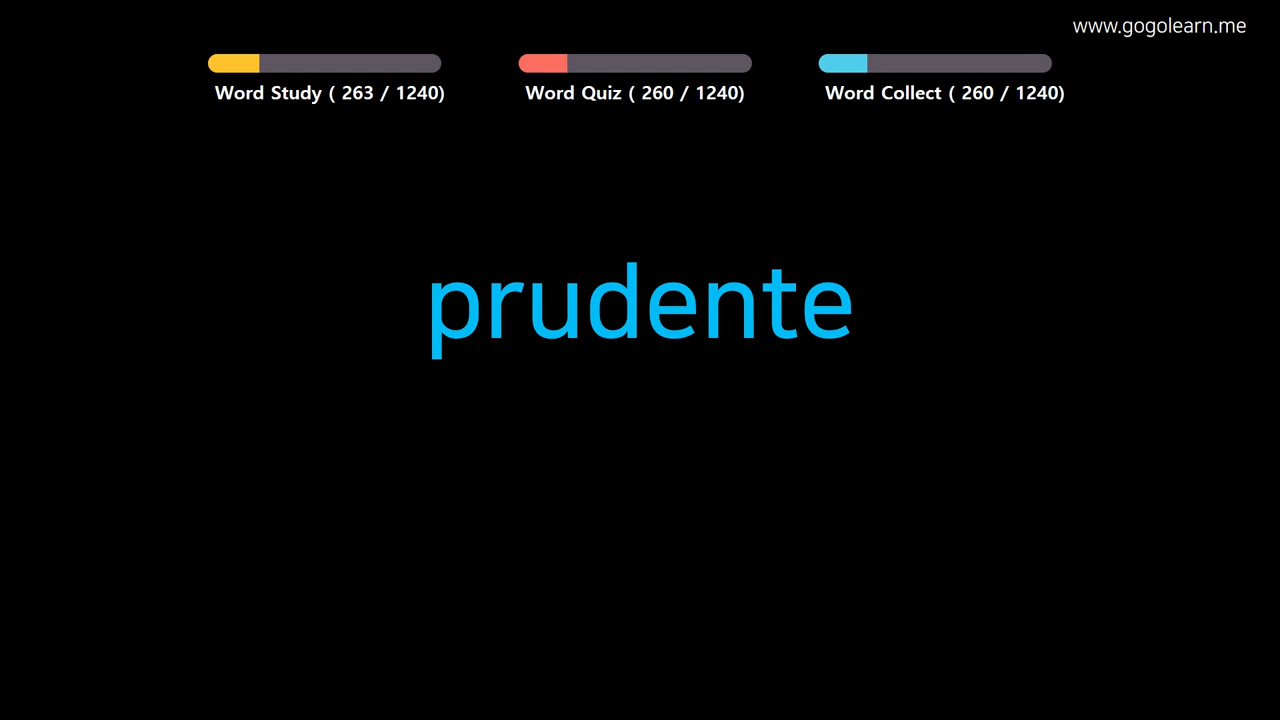 www.gogolearn.me
Word Study ( 263 / 1240)
Word Quiz ( 260 / 1240)
Word Collect ( 260 / 1240)
prudente